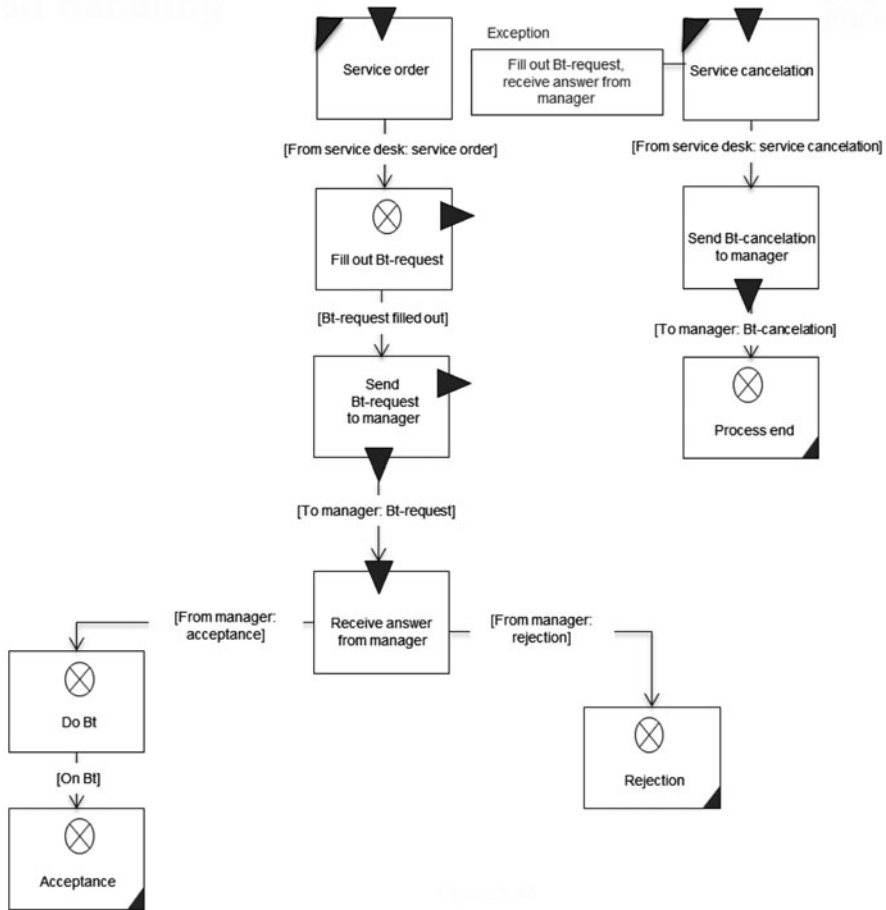 Exception
Service order
Fill out Bt-request,
receive answer from
manager
Service cancelation
[From service desk: service order]
[From service desk: service cancelation]
Fill out Bt-request
Send Bt-cancelation
to manager
[Bt-request filled out]
[To manager: Bt-cancelation]
Send
Bt-request
to manager
Process end
[To manager: Bt-request]
[From manager:
acceptance]
Receive answer
from manager
[From manager:
rejection]
Do Bt
[On Bt]
Rejection
Acceptance